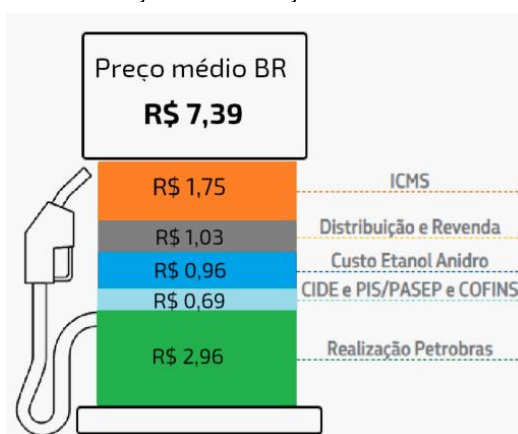 Preço médio BR
R$ 7,39
R$ 1,75 ICMS
R$ 1,03 Distribuição e Revenda
R$ 0,96 Custo Etanol Anidro
R$ 0,69 CIDE e PIS/PASEP e COFINS
R$ 2,96 Realização Petrobras